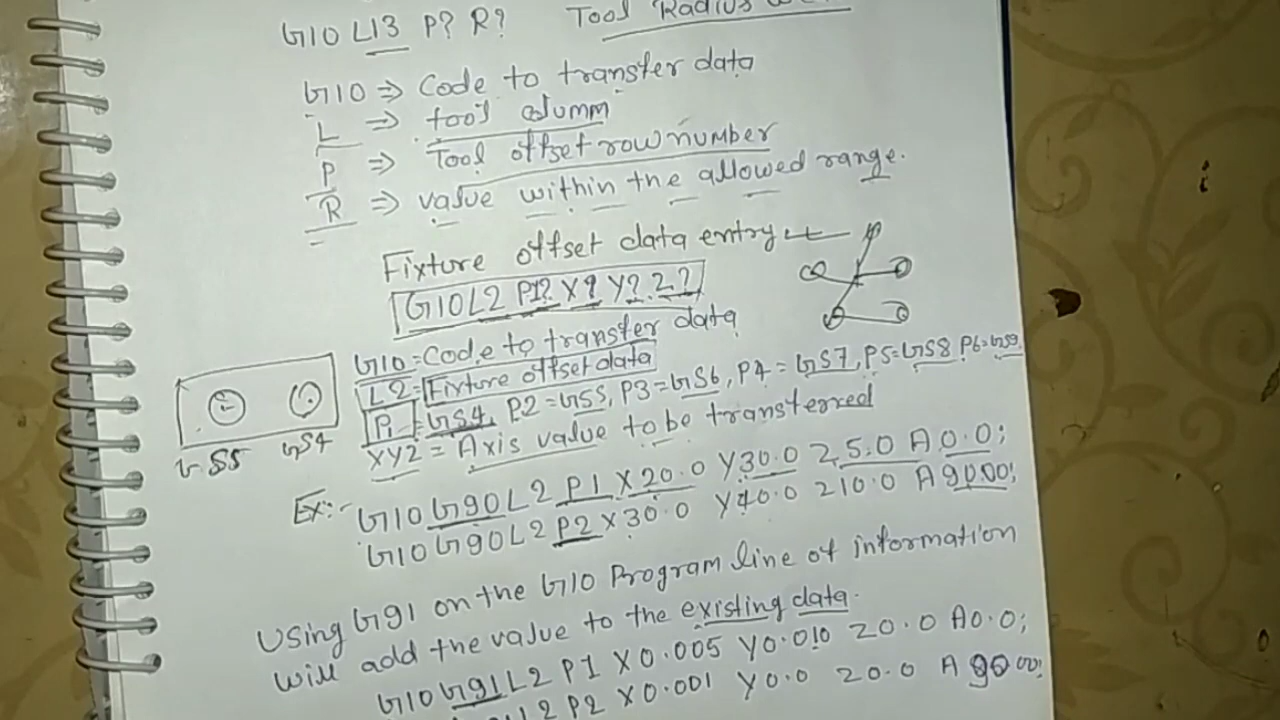 G10 L13 P? R? Tool Radius
G10 ⇒ Code to transfer data
L ⇒ tool column
P ⇒ Tool offset row number
R ⇒ value within the allowed range.
Fixture offset data entry
G10 L2 P1? X? Y? Z?
G10 = Code to transfer data
L2 = Fixture offset data
P1 = G54, P2 = G55, P3 = G56, P4 = G57, P5 = G58 P6 = G59
XYZ = Axis value to be transferred
G55 G54
Ex:- G10 G90 L2 P1 X20.0 Y30.0 Z5.0 A0.0;
G10 G90 L2 P2 X30.0 Y40.0 Z10.0 A90.00;
Using G91 on the G10 Program line of information
will add the value to the existing data.
G10 G91 L2 P1 X0.005 Y0.010 Z0.0 A0.0;
L2 P2 X0.001 Y0.0 Z0.0 A90.00;